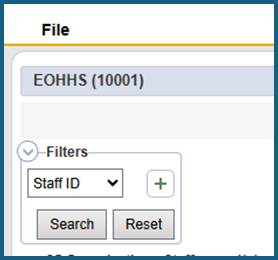 File
EOHHS (10001)
Filters
Staff ID
Search Reset